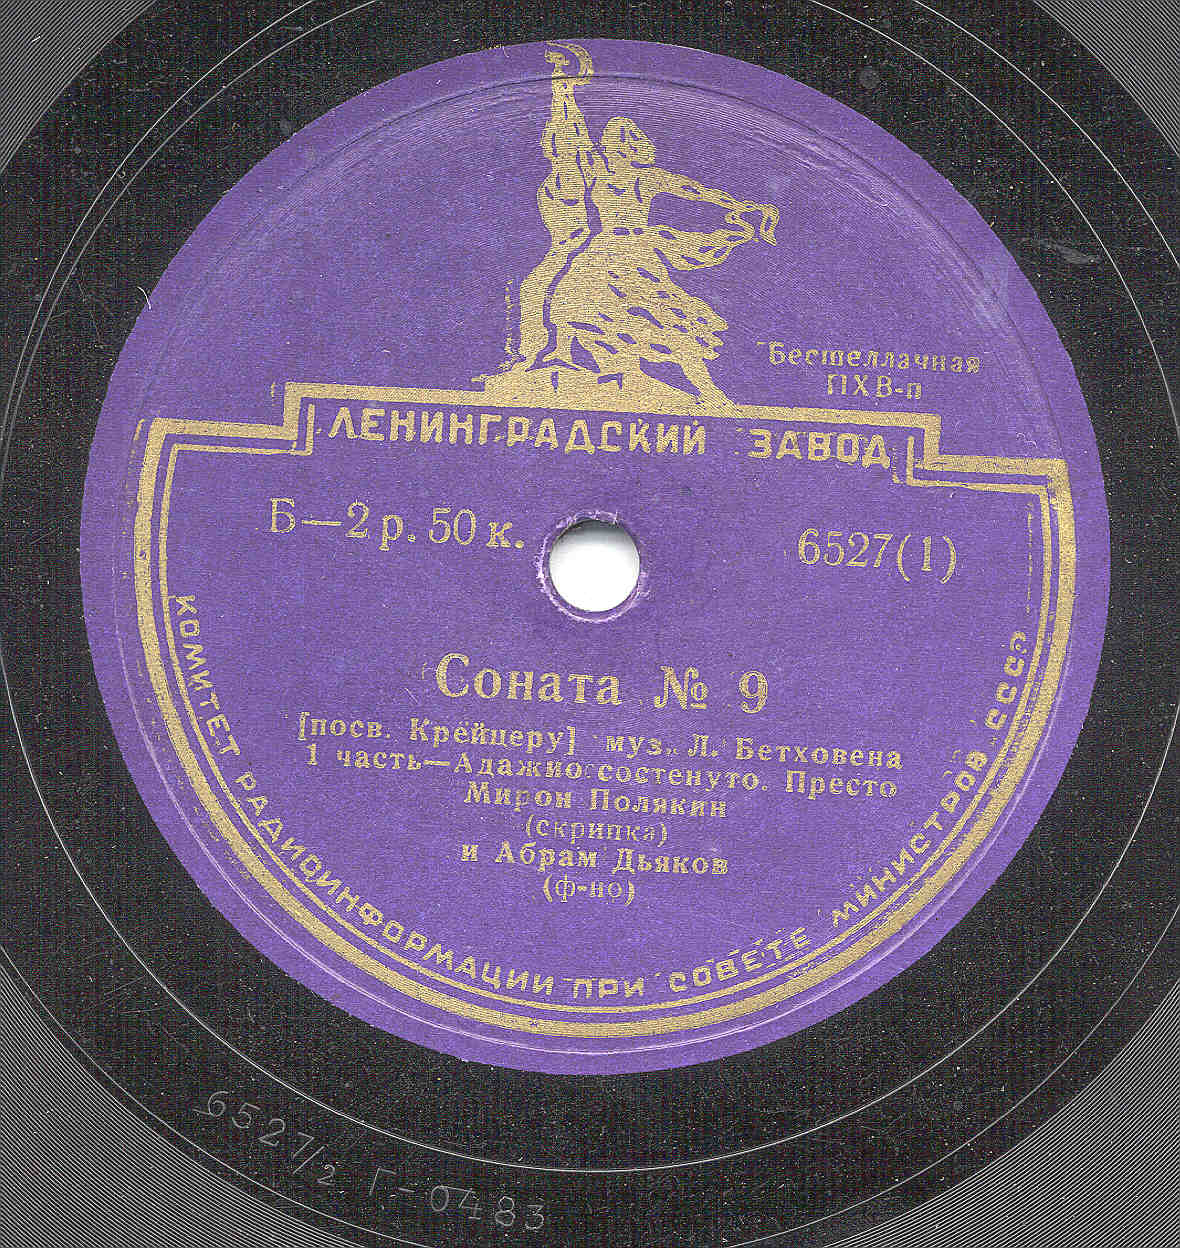 Бестеллачная
ПХВ-п
ЛЕНИНГРАДСКИЙ ЗАВОД
Б—2 р. 50 к.
6527(1)
Соната № 9
[посв. Крейцеру] муз. Л. Бетховена
1 часть—Адажио состенуто. Престо
Мирон Полякин
(скрипка)
и Абрам Дьяков
(ф-но)
КОМИТЕТ РАДИОИНФОРМАЦИИ ПРИ СОВЕТЕ МИНИСТРОВ СССР
6527/2 Г-0483